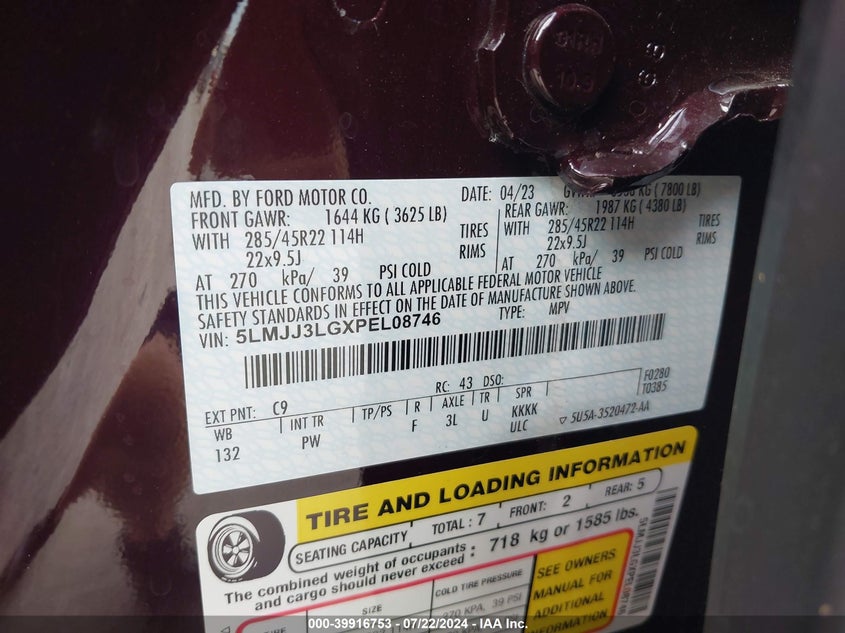 MFD. BY FORD MOTOR CO. DATE: 04/23 KG ( 7800 LB)
FRONT GAWR: 1644 KG ( 3625 LB) REAR GAWR: 1987 KG ( 4380 LB)
WITH 285/45R22 114H TIRES WITH 285/45R22 114H TIRES
22x9.5J RIMS 22x9.5J RIMS
AT 270 kPa/ 39 PSI COLD AT 270 kPa/ 39 PSI COLD
THIS VEHICLE CONFORMS TO ALL APPLICABLE FEDERAL MOTOR VEHICLE
SAFETY STANDARDS IN EFFECT ON THE DATE OF MANUFACTURE SHOWN ABOVE.
VIN: 5LMJJ3LGXPEL08746 TYPE: MPV
EXT PNT: C9 RC: 43 DSO: F0280
T0385
WB INT TR TP/PS R AXLE TR SPR
132 PW F 3L U KKKK
ULC ▽ 5U5A-3520472-AA
TIRE AND LOADING INFORMATION
SEATING CAPACITY TOTAL : 7 FRONT: 2 REAR: 5
The combined weight of occupants and cargo should never exceed : 718 kg or 1585 lbs.
SIZE COLD TIRE PRESSURE
KPA, 39 PSI
SEE OWNERS
MANUAL FOR
ADDITIONAL
INFORMATION
10.9
000-39916753 - 07/22/2024 - IAA Inc.